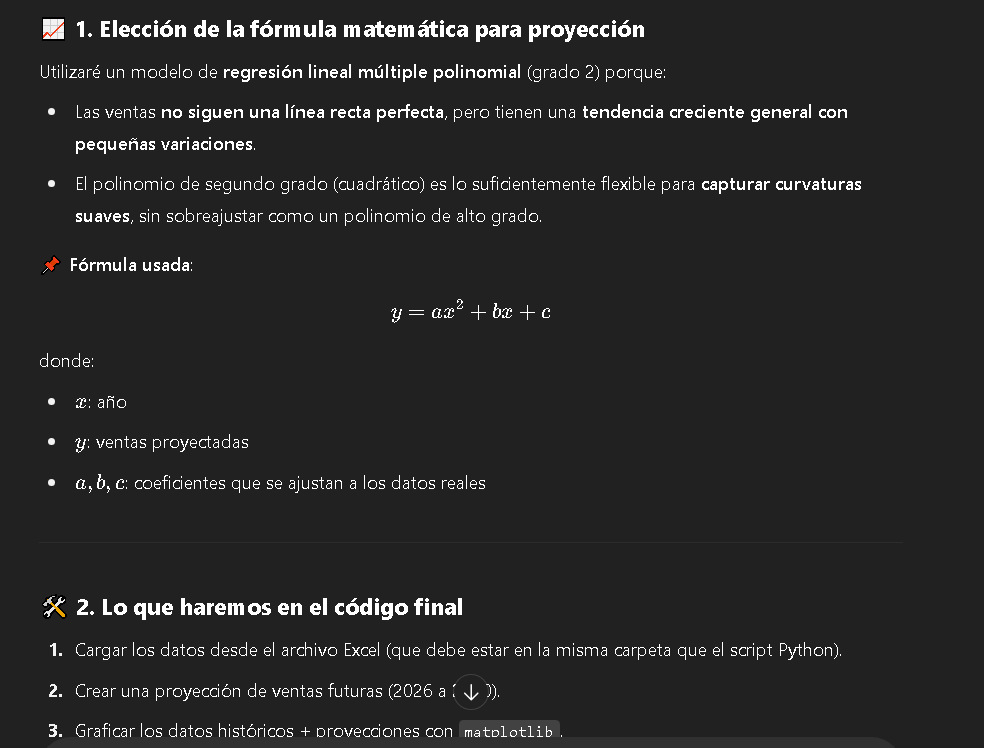 📈 1. Elección de la fórmula matemática para proyección
Utilizaré un modelo de regresión lineal múltiple polinomial (grado 2) porque:
• Las ventas no siguen una línea recta perfecta, pero tienen una tendencia creciente general con
pequeñas variaciones.
• El polinomio de segundo grado (cuadrático) es lo suficientemente flexible para capturar curvaturas
suaves, sin sobreajustar como un polinomio de alto grado.
📌 Fórmula usada:
y = ax² + bx + c
donde:
• x: año
• y: ventas proyectadas
• a, b, c: coeficientes que se ajustan a los datos reales
🛠 2. Lo que haremos en el código final
1. Cargar los datos desde el archivo Excel (que debe estar en la misma carpeta que el script Python).
2. Crear una proyección de ventas futuras (2026 a
3. Graficar los datos históricos + proyecciones con matplotlib.